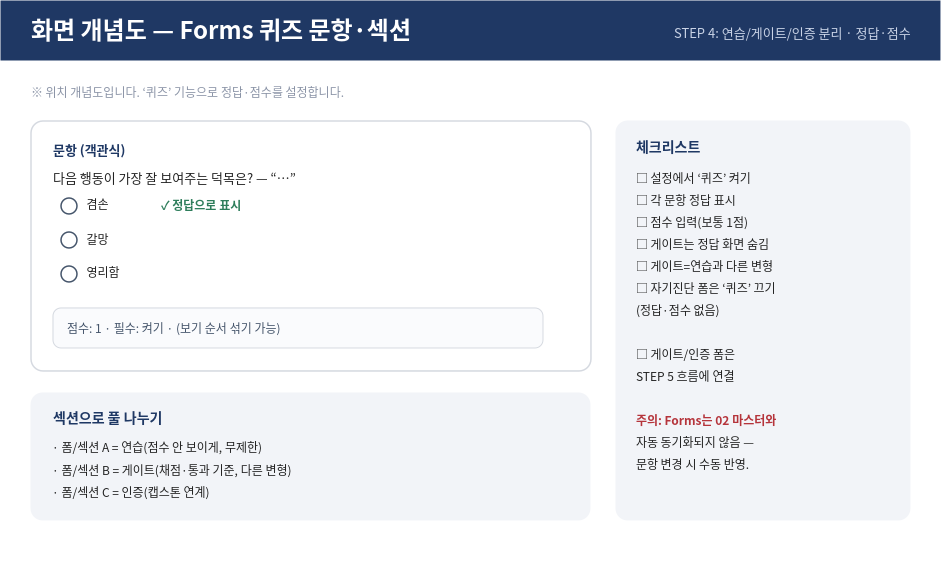 화면 개념도 — Forms 퀴즈 문항·섹션
STEP 4: 연습/게이트/인증 분리 · 정답·점수
※ 위치 개념도입니다. ‘퀴즈’ 기능으로 정답·점수를 설정합니다.
문항 (객관식)
다음 행동이 가장 잘 보여주는 덕목은? — “…”
겸손
✓ 정답으로 표시
갈망
영리함
점수: 1 · 필수: 켜기 · (보기 순서 섞기 가능)
섹션으로 풀 나누기
· 폼/섹션 A = 연습(점수 안 보이게, 무제한)
· 폼/섹션 B = 게이트(채점·통과 기준, 다른 변형)
· 폼/섹션 C = 인증(캡스톤 연계)
체크리스트
☐ 설정에서 ‘퀴즈’ 켜기
☐ 각 문항 정답 표시
☐ 점수 입력(보통 1점)
☐ 게이트는 정답 화면 숨김
☐ 게이트=연습과 다른 변형
☐ 자기진단 폼은 ‘퀴즈’ 끄기
(정답·점수 없음)
☐ 게이트/인증 폼은
STEP 5 흐름에 연결
주의: Forms는 02 마스터와
자동 동기화되지 않음 —
문항 변경 시 수동 반영.